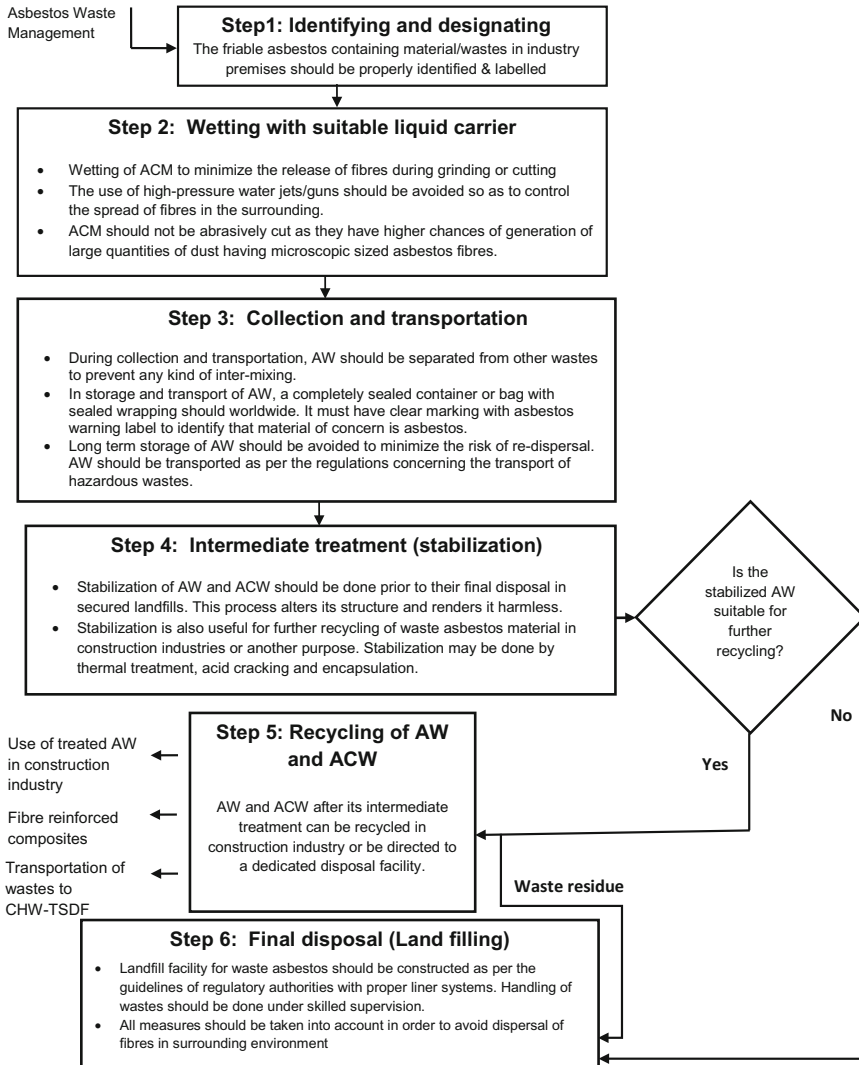 Asbestos Waste
Management
Step1: Identifying and designating
The friable asbestos containing material/wastes in industry
premises should be properly identified & labelled
Step 2:  Wetting with suitable liquid carrier
• Wetting of ACM to minimize the release of fibres during grinding or cutting
• The use of high-pressure water jets/guns should be avoided so as to control
the spread of fibres in the surrounding.
• ACM should not be abrasively cut as they have higher chances of generation of
large quantities of dust having microscopic sized asbestos fibres.
Step 3:  Collection and transportation
• During collection and transportation, AW should be separated from other wastes
to prevent any kind of inter-mixing.
• In storage and transport of AW, a completely sealed container or bag with
sealed wrapping should worldwide. It must have clear marking with asbestos
warning label to identify that material of concern is asbestos.
• Long term storage of AW should be avoided to minimize the risk of re-dispersal.
AW should be transported as per the regulations concerning the transport of
hazardous wastes.
Step 4:  Intermediate treatment (stabilization)
• Stabilization of AW and ACW should be done prior to their final disposal in
secured landfills. This process alters its structure and renders it harmless.
• Stabilization is also useful for further recycling of waste asbestos material in
construction industries or another purpose. Stabilization may be done by
thermal treatment, acid cracking and encapsulation.
Is the
stabilized AW
suitable for
further
recycling?
No
Yes
Step 5: Recycling of AW
and ACW
AW and ACW after its intermediate
treatment can be recycled in
construction industry or be directed to
a dedicated disposal facility.
Use of treated AW
in construction
industry
Fibre reinforced
composites
Transportation of
wastes to
CHW-TSDF
Waste residue
Step 6:  Final disposal (Land filling)
• Landfill facility for waste asbestos should be constructed as per the
guidelines of regulatory authorities with proper liner systems. Handling of
wastes should be done under skilled supervision.
• All measures should be taken into account in order to avoid dispersal of
fibres in surrounding environment